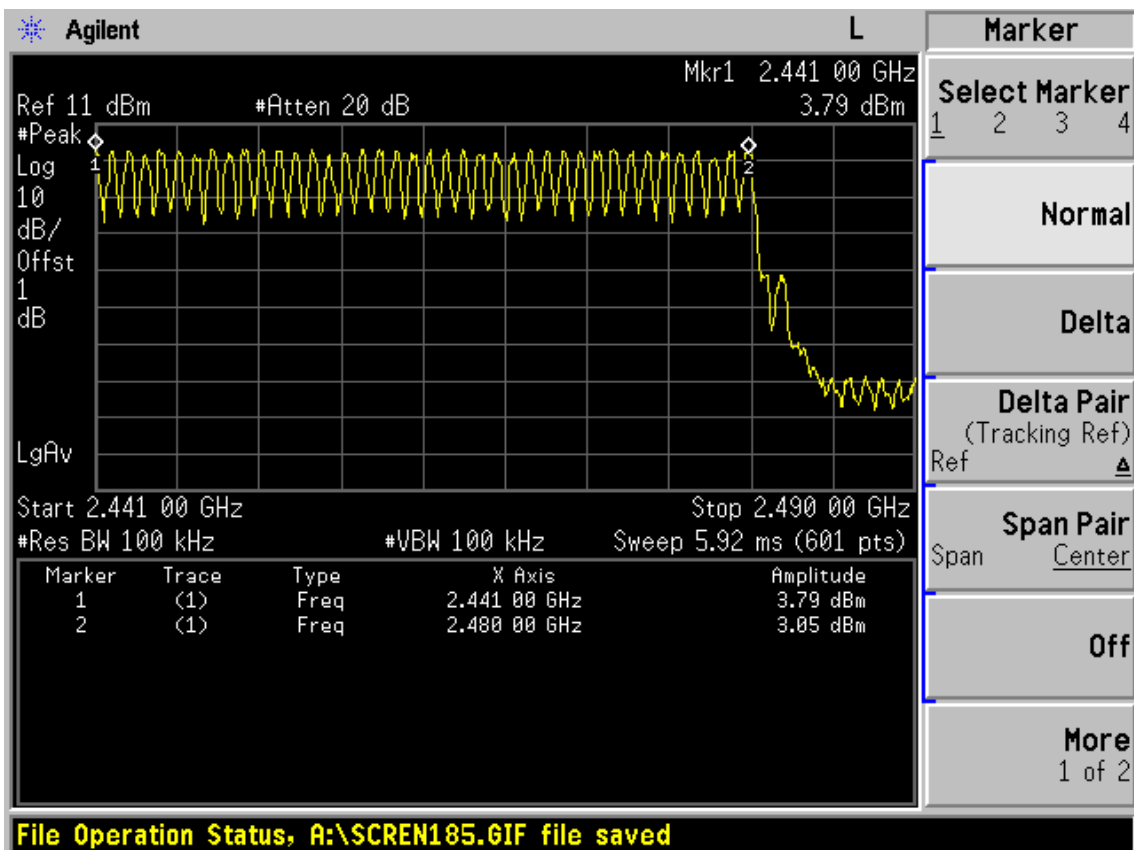 Agilent L Marker
Mkr1 2.441 00 GHz
Ref 11 dBm #Atten 20 dB 3.79 dBm
#Peak
Log
10
dB/
Offst
1
dB
LgAv
1
2
Start 2.441 00 GHz Stop 2.490 00 GHz
#Res BW 100 kHz #VBW 100 kHz Sweep 5.92 ms (601 pts)
Marker Trace Type X Axis Amplitude
1 (1) Freq 2.441 00 GHz 3.79 dBm
2 (1) Freq 2.480 00 GHz 3.05 dBm
Select Marker
1 2 3 4
Normal
Delta
Delta Pair
(Tracking Ref)
Ref Δ
Span Pair
Span Center
Off
More
1 of 2
File Operation Status, A:\SCREN185.GIF file saved